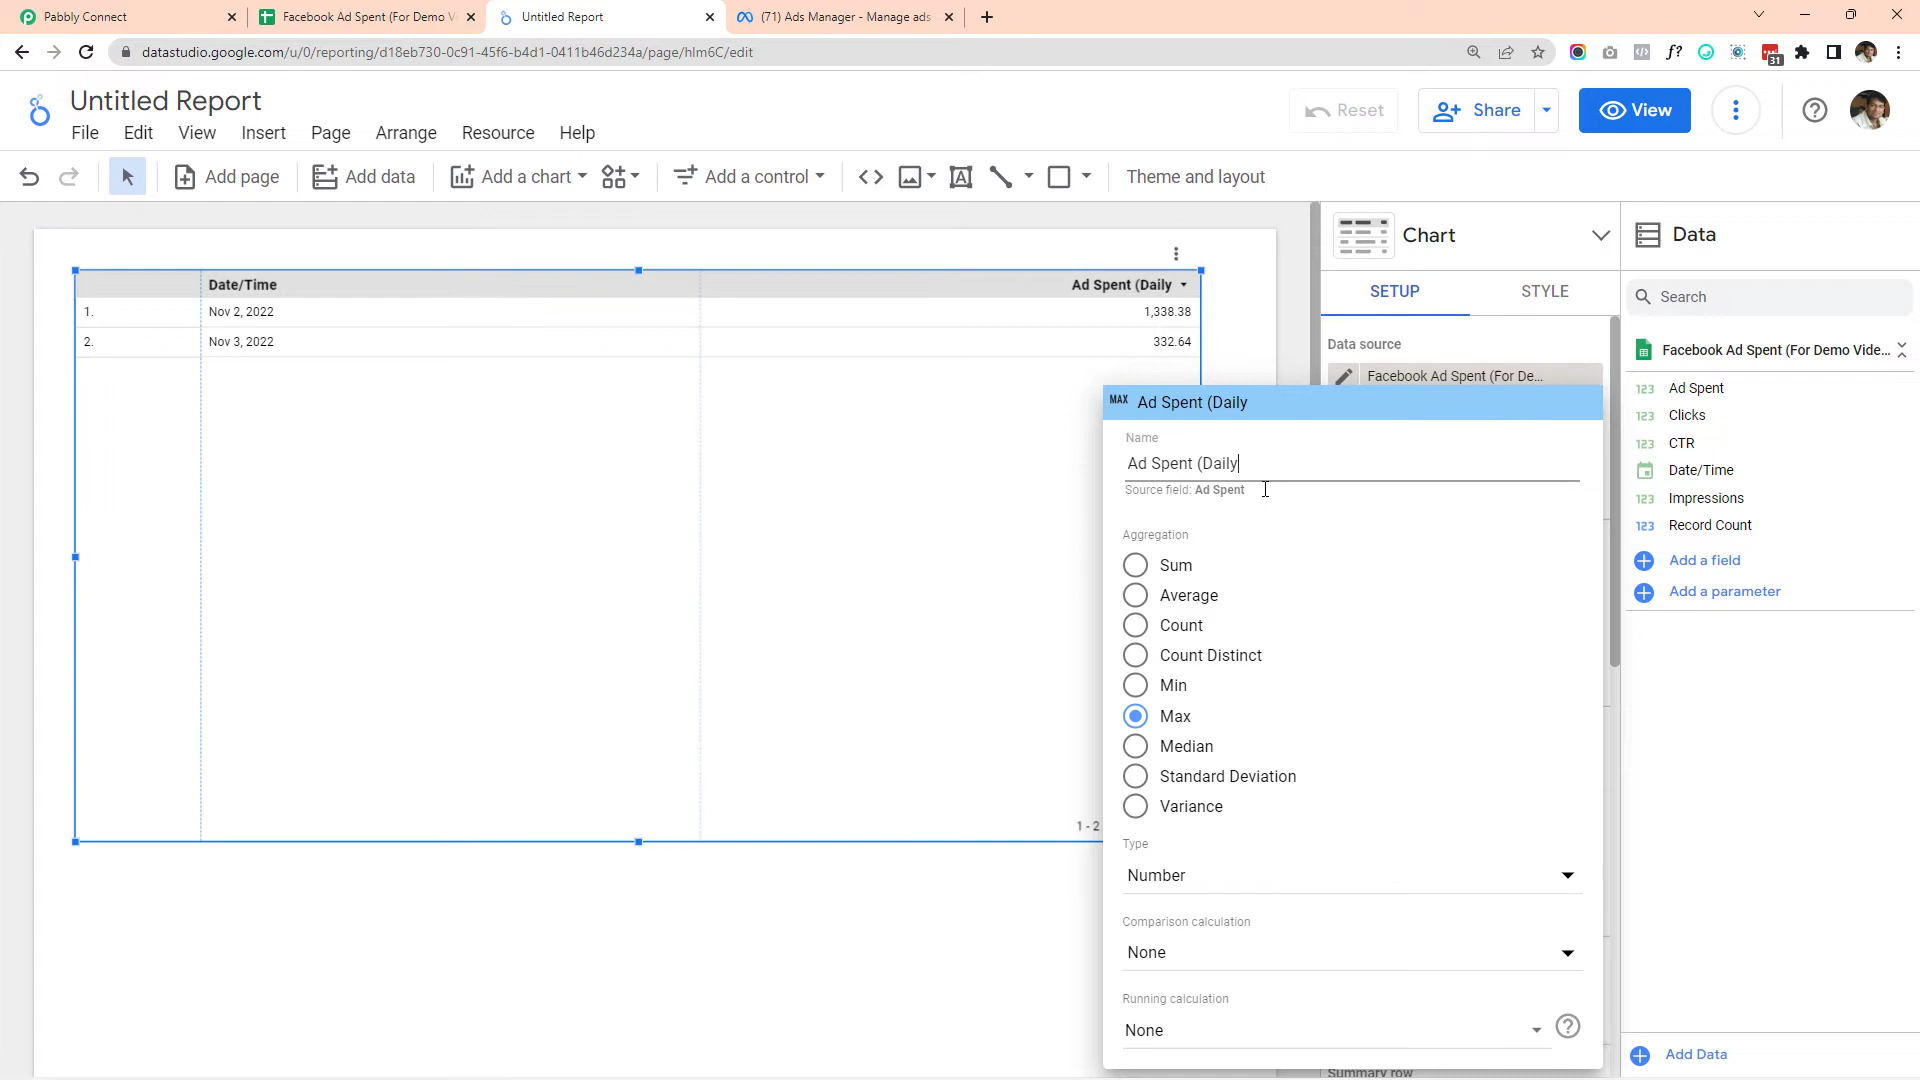 Pabbly Connect
Facebook Ad Spent (For Demo Vi
Untitled Report
(71) Ads Manager - Manage ads
datastudio.google.com/u/0/reporting/d18eb730-0c91-45f6-b4d1-0411b46d234a/page/hlm6C/edit
f?
31
Untitled Report
File Edit View Insert Page Arrange Resource Help
Reset
Share
View
Add page
Add data
Add a chart
Add a control
Theme and layout
Date/Time Ad Spent (Daily
1. Nov 2, 2022 1,338.38
2. Nov 3, 2022 332.64
1 - 2
Chart
SETUP STYLE
Data source
Facebook Ad Spent (For De...
MAX Ad Spent (Daily
Name
Ad Spent (Daily
Source field: Ad Spent
Aggregation
Sum
Average
Count
Count Distinct
Min
Max
Median
Standard Deviation
Variance
Type
Number
Comparison calculation
None
Running calculation
None
Summary row
Data
Search
Facebook Ad Spent (For Demo Vide...
123 Ad Spent
123 Clicks
123 CTR
Date/Time
123 Impressions
123 Record Count
Add a field
Add a parameter
Add Data